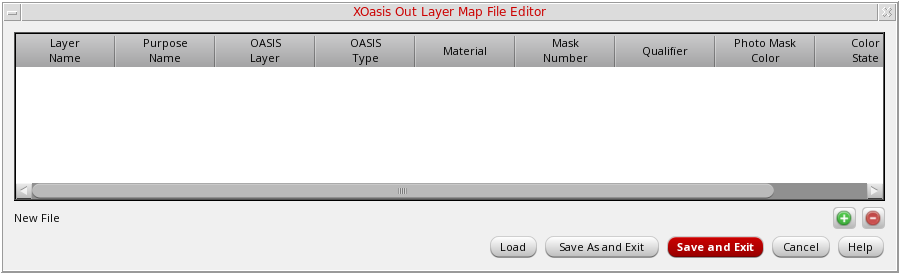 XOasis Out Layer Map File Editor
Layer Name
Purpose Name
OASIS Layer
OASIS Type
Material
Mask Number
Qualifier
Photo Mask Color
Color State
New File
Load
Save As and Exit
Save and Exit
Cancel
Help